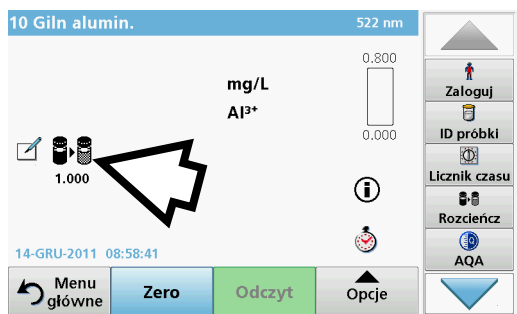 10 Giln alumin.
522 nm
0.800
mg/L
Al³⁺
0.000
1.000
14-GRU-2011 08:58:41
Menu
główne
Zero
Odczyt
Opcje
Zaloguj
ID próbki
Licznik czasu
Rozcieńcz
AQA